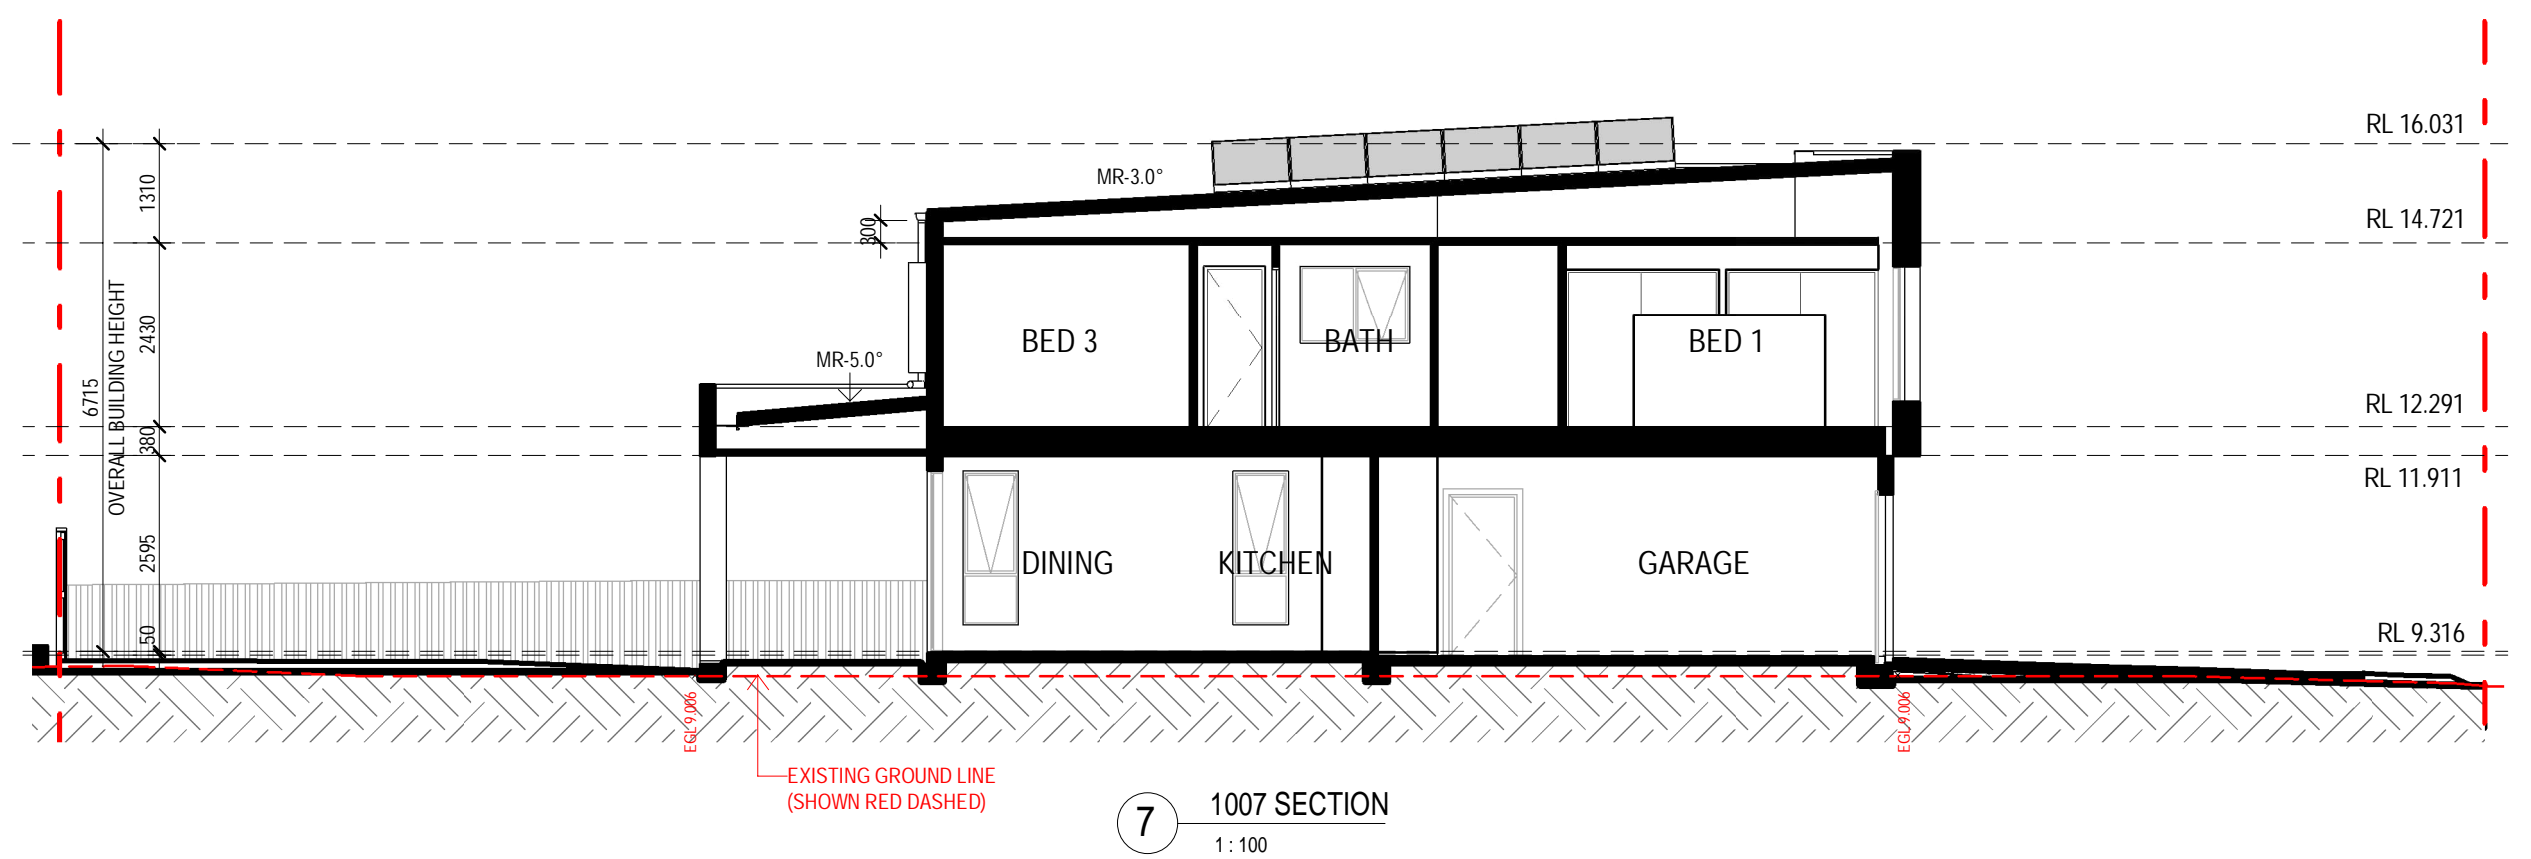 RL 16.031
MR-3.0°
1310
RL 14.721
300
BED 3
BATH
BED 1
2430
OVERALL BUILDING HEIGHT
6715
MR-5.0°
RL 12.291
380
RL 11.911
2595
DINING
KITCHEN
GARAGE
50
RL 9.316
EGL 9.006
EGL 9.006
EXISTING GROUND LINE
(SHOWN RED DASHED)
7
1007 SECTION
1 : 100